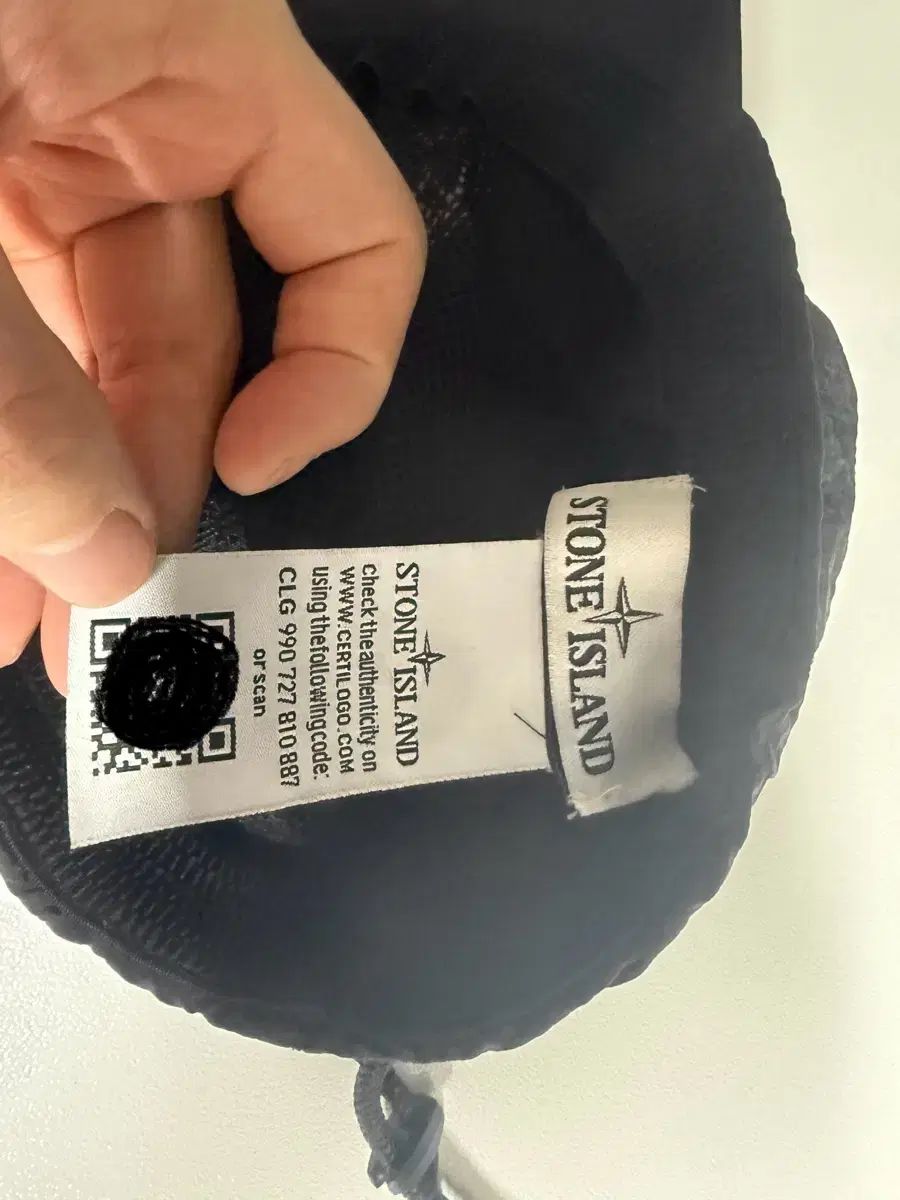 STONE ISLAND
STONE ISLAND
check the authenticity on
WWW.CERTILOGO.COM
using the following code:
CLG 990 727 810 887
or scan